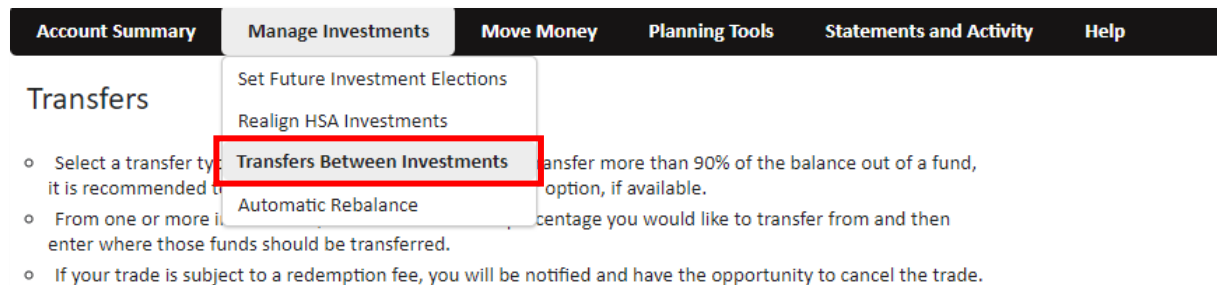 Account Summary Manage Investments Move Money Planning Tools Statements and Activity Help
Set Future Investment Elections
Transfers
Realign HSA Investments
Select a transfer Transfers Between Investments more than 90% of the balance out of a fund,
it is recommended option, if available.
Automatic Rebalance
From one or more you would like to transfer from and then
enter where those funds should be transferred.
If your trade is subject to a redemption fee, you will be notified and have the opportunity to cancel the trade.